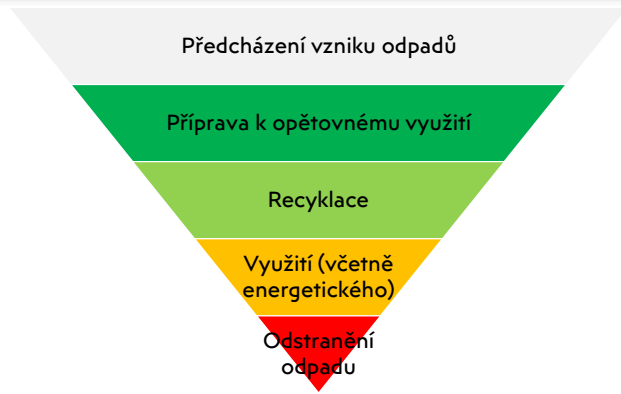 Předcházení vzniku odpadů
Příprava k opětovnému využití
Recyklace
Využití (včetně
energetického)
Odstranění
odpadu